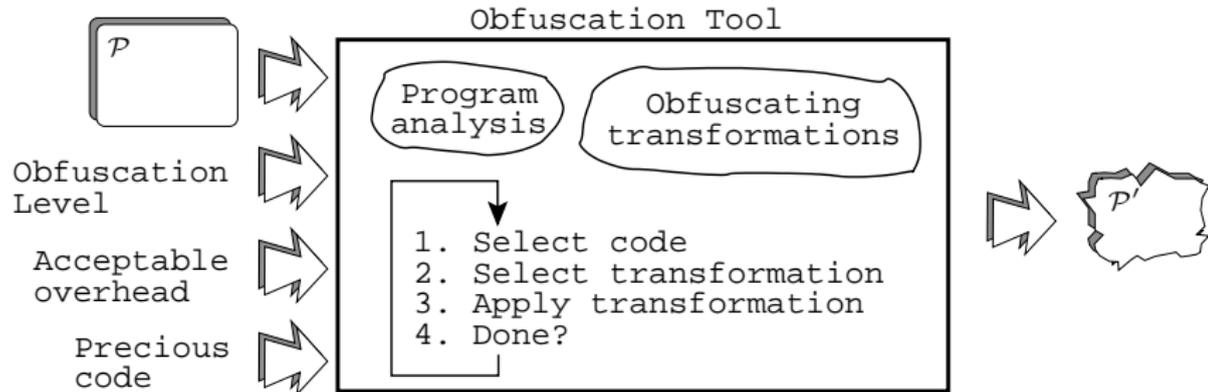 Obfuscation Tool
𝒫
Program
analysis
Obfuscating
transformations
Obfuscation
Level
Acceptable
overhead
Precious
code
1. Select code
2. Select transformation
3. Apply transformation
4. Done?
𝒫′